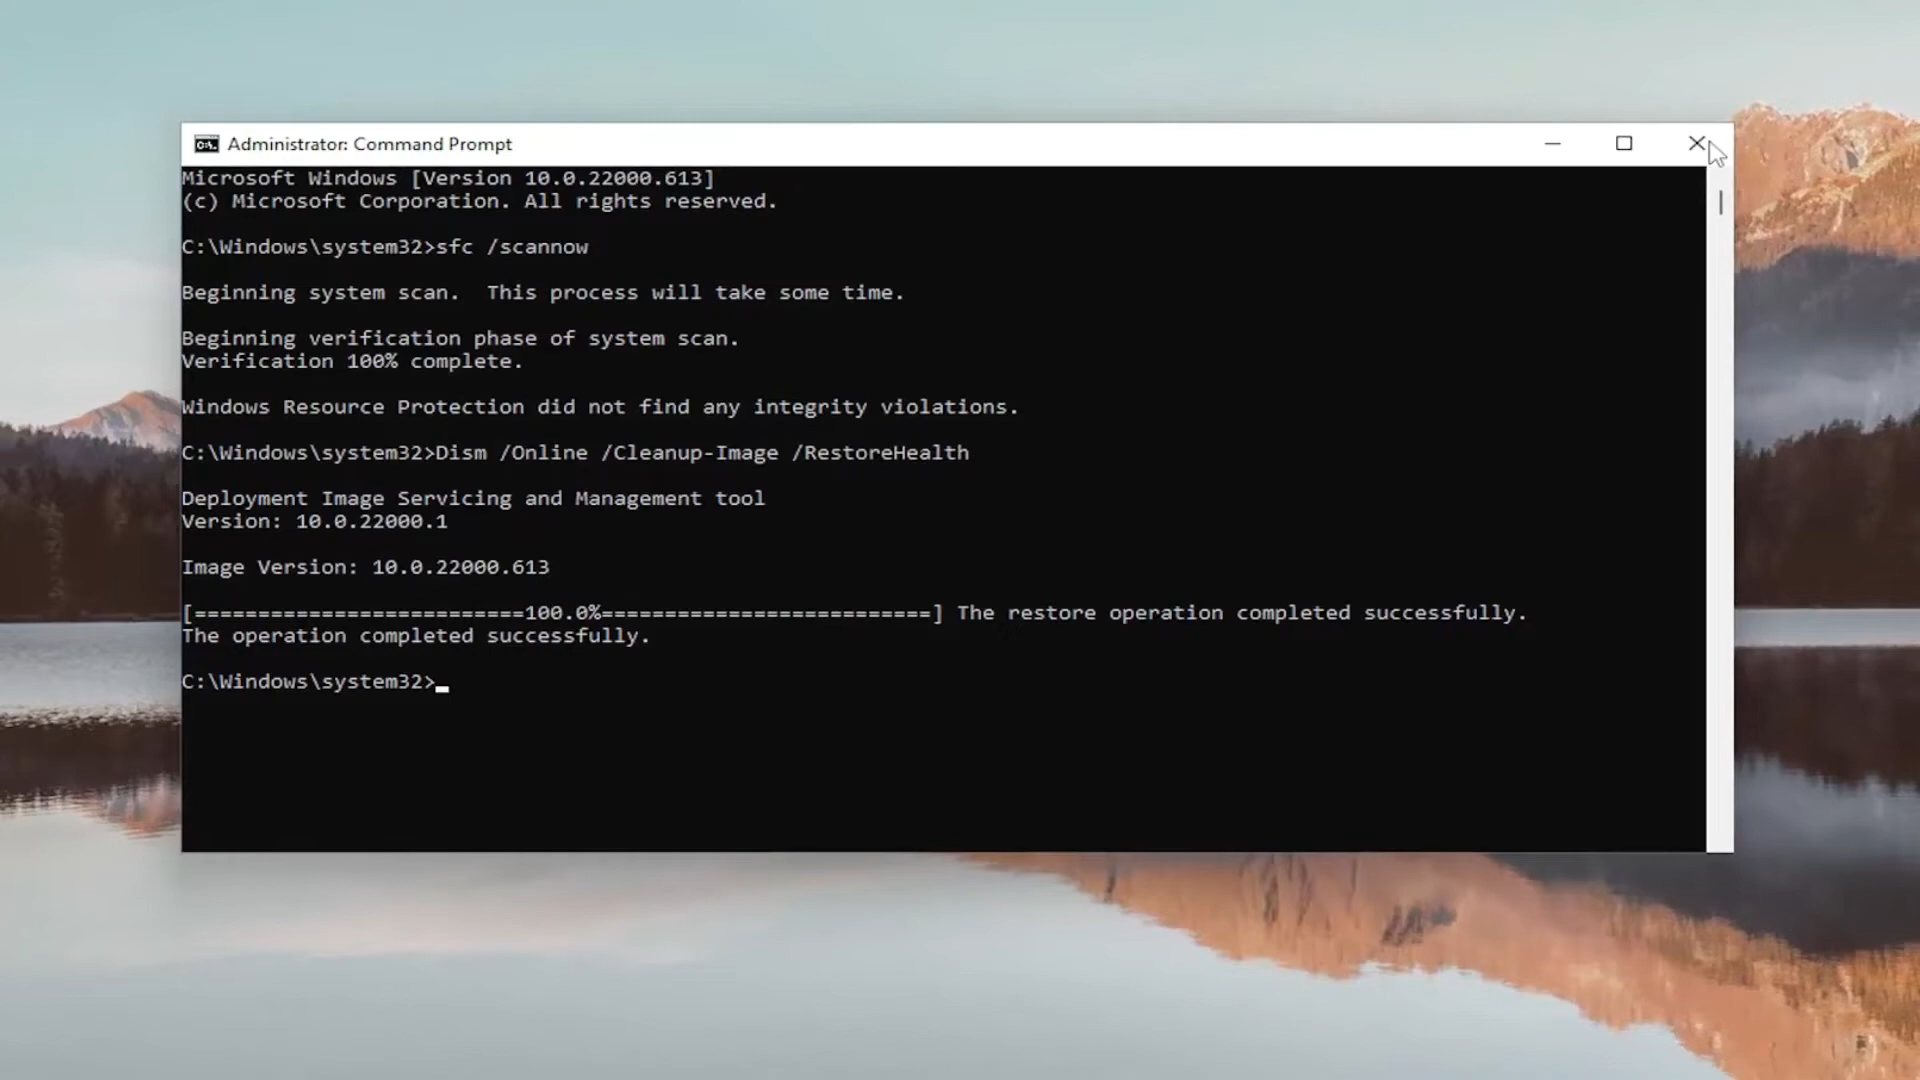 Administrator: Command Prompt
Microsoft Windows [Version 10.0.22000.613]
(c) Microsoft Corporation. All rights reserved.
C:\Windows\system32>sfc /scannow
Beginning system scan.  This process will take some time.
Beginning verification phase of system scan.
Verification 100% complete.
Windows Resource Protection did not find any integrity violations.
C:\Windows\system32>Dism /Online /Cleanup-Image /RestoreHealth
Deployment Image Servicing and Management tool
Version: 10.0.22000.1
Image Version: 10.0.22000.613
[==========================100.0%==========================] The restore operation completed successfully.
The operation completed successfully.
C:\Windows\system32>